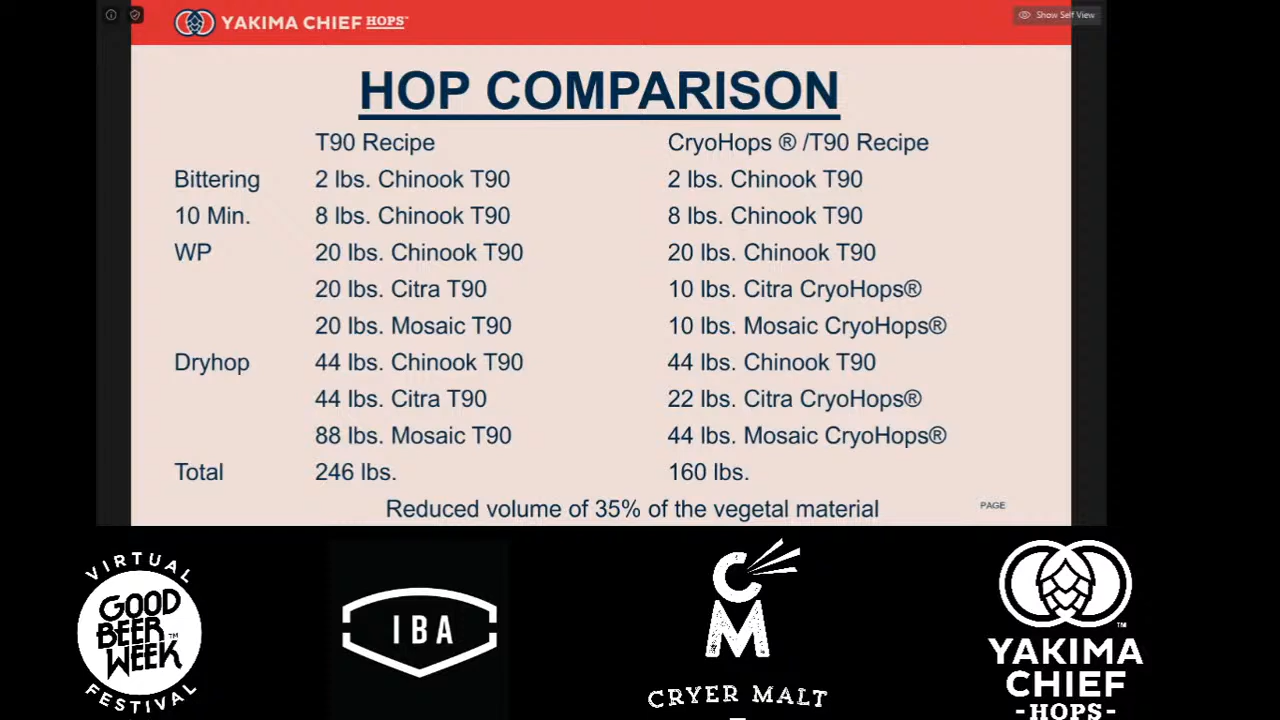 YAKIMA CHIEF HOPS™
Show Self View
HOP COMPARISON
T90 Recipe CryoHops ® /T90 Recipe
Bittering 2 lbs. Chinook T90 2 lbs. Chinook T90
10 Min. 8 lbs. Chinook T90 8 lbs. Chinook T90
WP 20 lbs. Chinook T90 20 lbs. Chinook T90
20 lbs. Citra T90 10 lbs. Citra CryoHops®
20 lbs. Mosaic T90 10 lbs. Mosaic CryoHops®
Dryhop 44 lbs. Chinook T90 44 lbs. Chinook T90
44 lbs. Citra T90 22 lbs. Citra CryoHops®
88 lbs. Mosaic T90 44 lbs. Mosaic CryoHops®
Total 246 lbs. 160 lbs.
Reduced volume of 35% of the vegetal material
PAGE
VIRTUAL
GOOD
BEER™
WEEK
FESTIVAL
IBA
CM
CRYER MALT
™
YAKIMA
CHIEF
-HOPS-